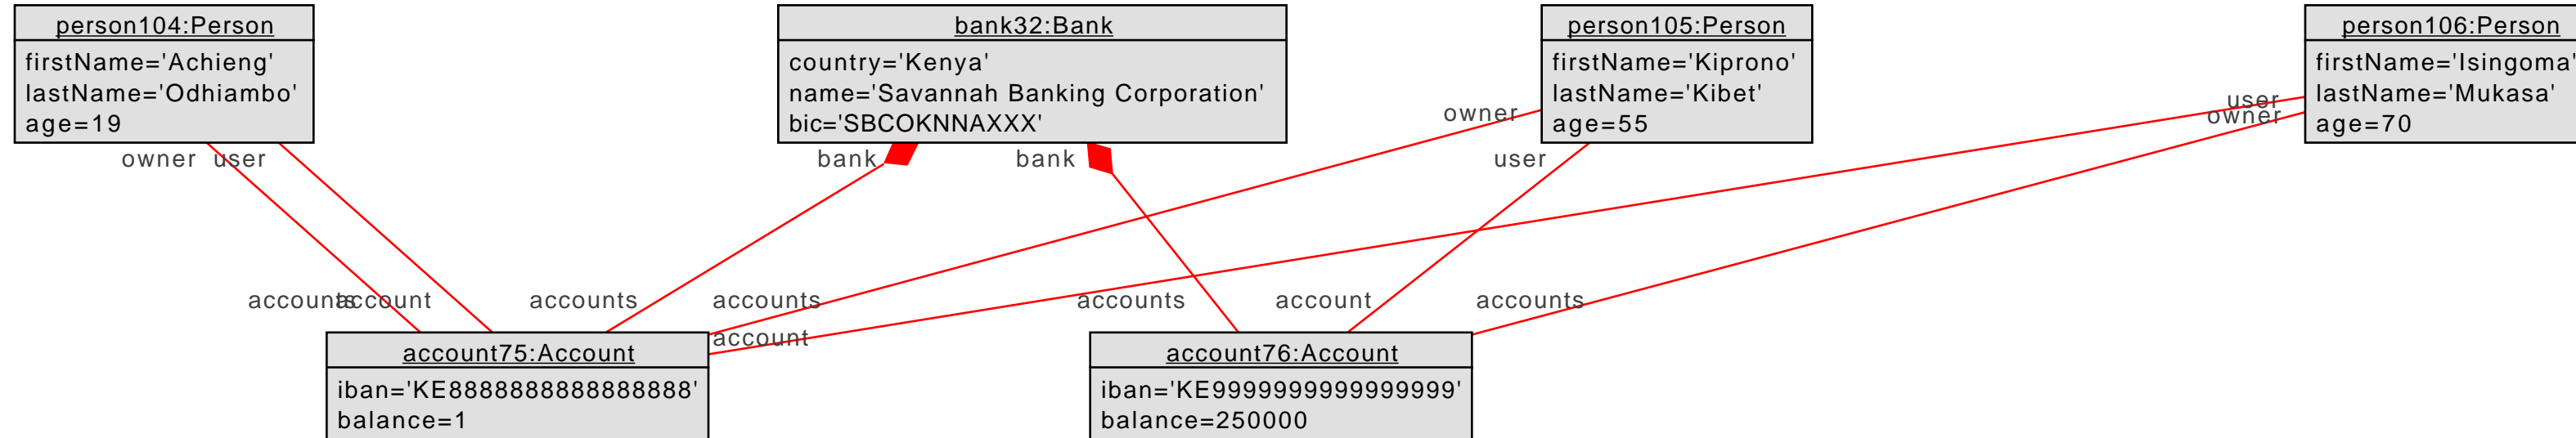 person104:Person
firstName='Achieng'
lastName='Odhiambo'
age=19
bank32:Bank
country='Kenya'
name='Savannah Banking Corporation'
bic='SBCOKNNAXXX'
person105:Person
firstName='Kiprono'
lastName='Kibet'
age=55
person106:Person
firstName='Isingoma'
lastName='Mukasa'
age=70
owner
user
bank
bank
owner
user
user
owner
accounts
account
accounts
accounts
account
accounts
account
accounts
account75:Account
iban='KE8888888888888888'
balance=1
account76:Account
iban='KE9999999999999999'
balance=250000